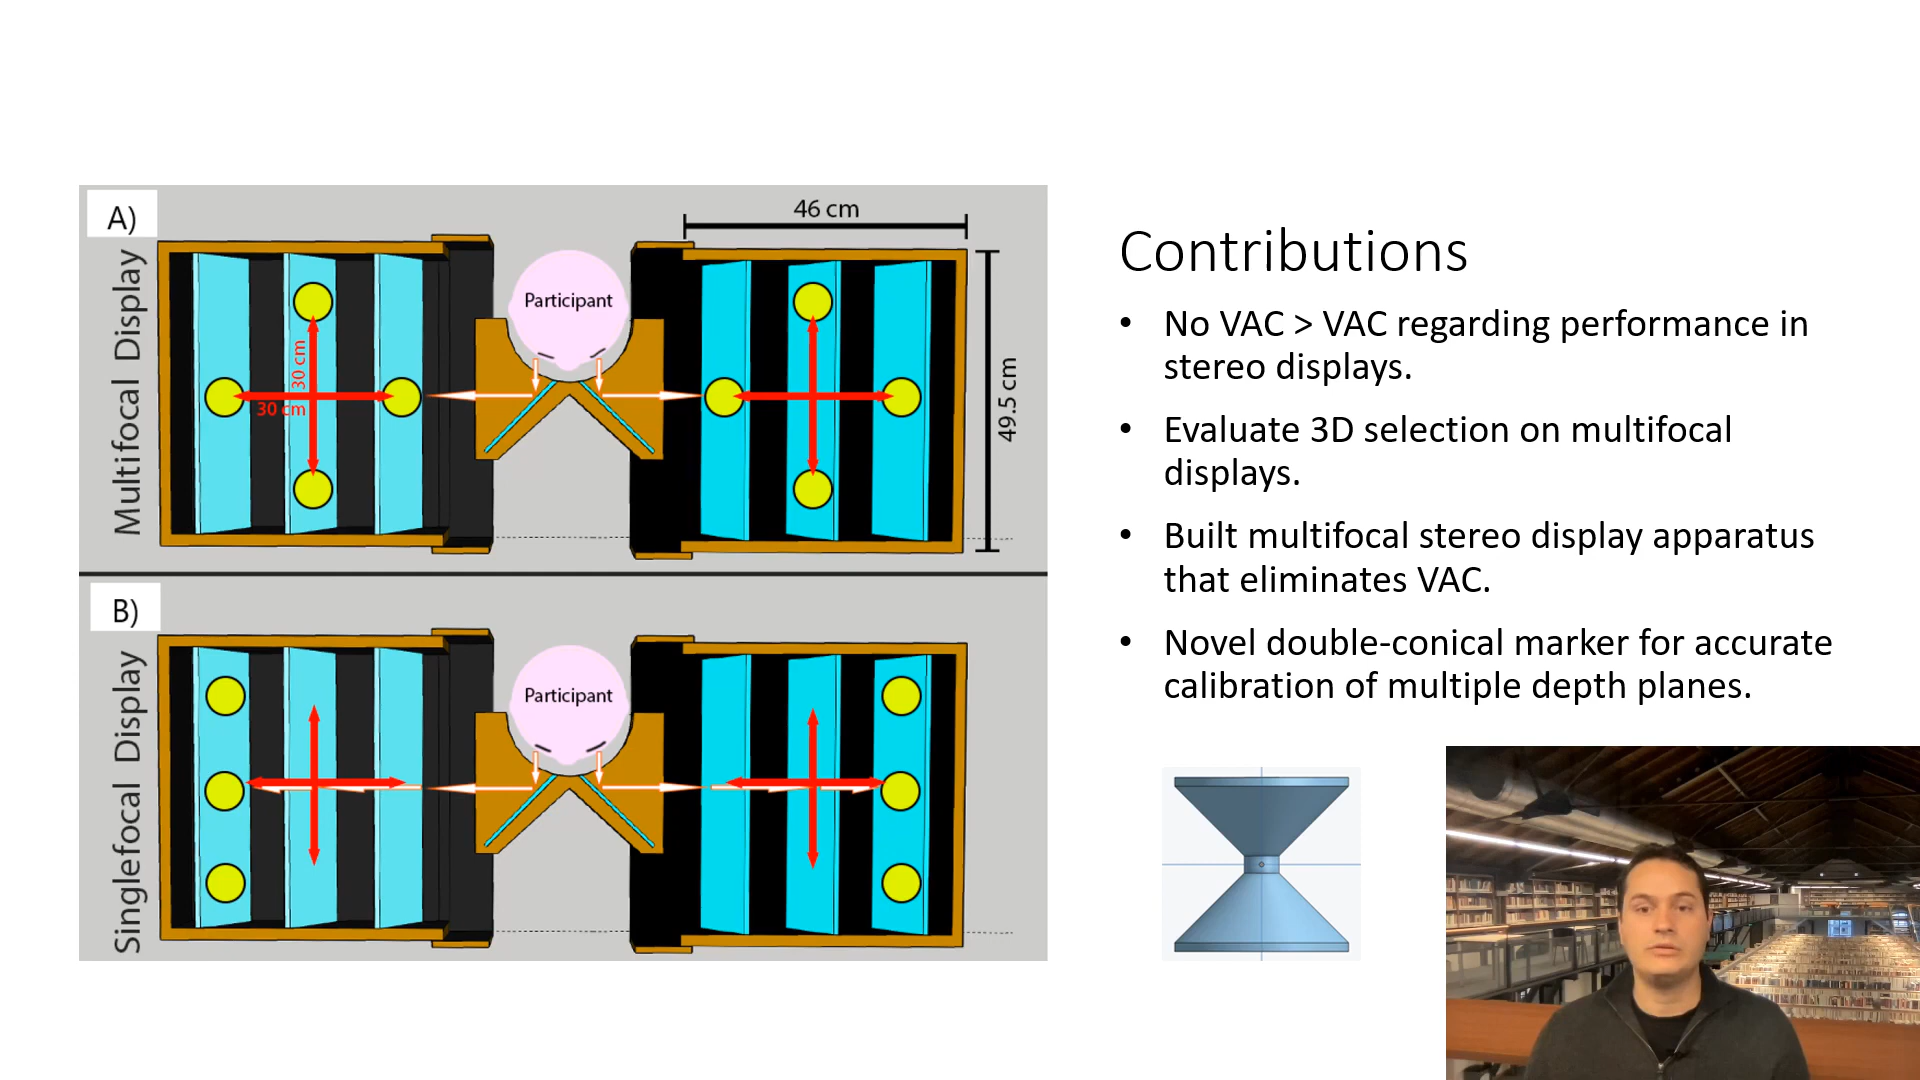 A)
Multifocal Display
30 cm
30 cm
Participant
46 cm
49.5 cm
B)
Singlefocal Display
Participant
Contributions
• No VAC > VAC regarding performance in
stereo displays.
• Evaluate 3D selection on multifocal
displays.
• Built multifocal stereo display apparatus
that eliminates VAC.
• Novel double-conical marker for accurate
calibration of multiple depth planes.